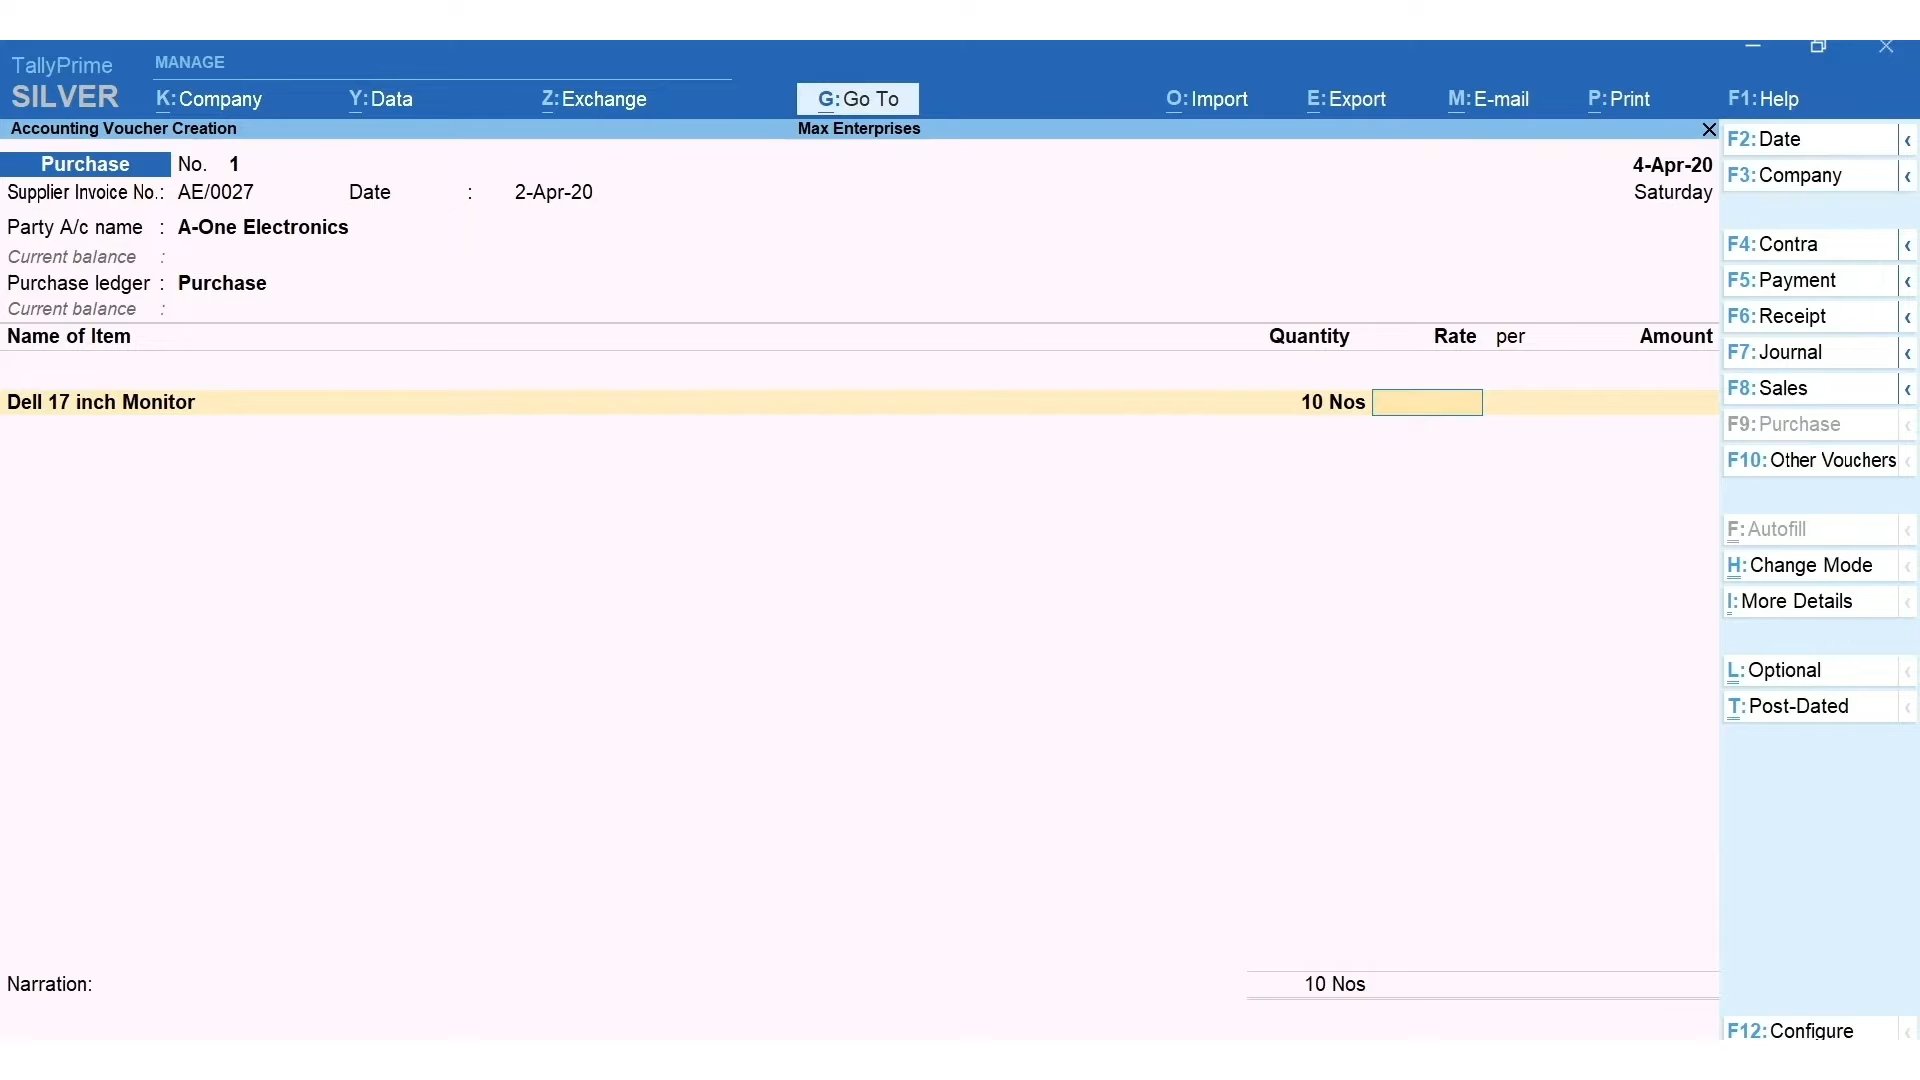 TallyPrime
MANAGE
SILVER
K:Company Y:Data Z:Exchange G:Go To O:Import E:Export M:E-mail P:Print F1:Help
Accounting Voucher Creation Max Enterprises
Purchase No. 1 4-Apr-20
Supplier Invoice No.: AE/0027 Date : 2-Apr-20 Saturday
Party A/c name : A-One Electronics
Current balance :
Purchase ledger : Purchase
Current balance :
Name of Item Quantity Rate per Amount
Dell 17 inch Monitor 10 Nos
Narration: 10 Nos
F2:Date
F3:Company
F4:Contra
F5:Payment
F6:Receipt
F7:Journal
F8:Sales
F9:Purchase
F10:Other Vouchers
F:Autofill
H:Change Mode
I:More Details
L:Optional
T:Post-Dated
F12:Configure